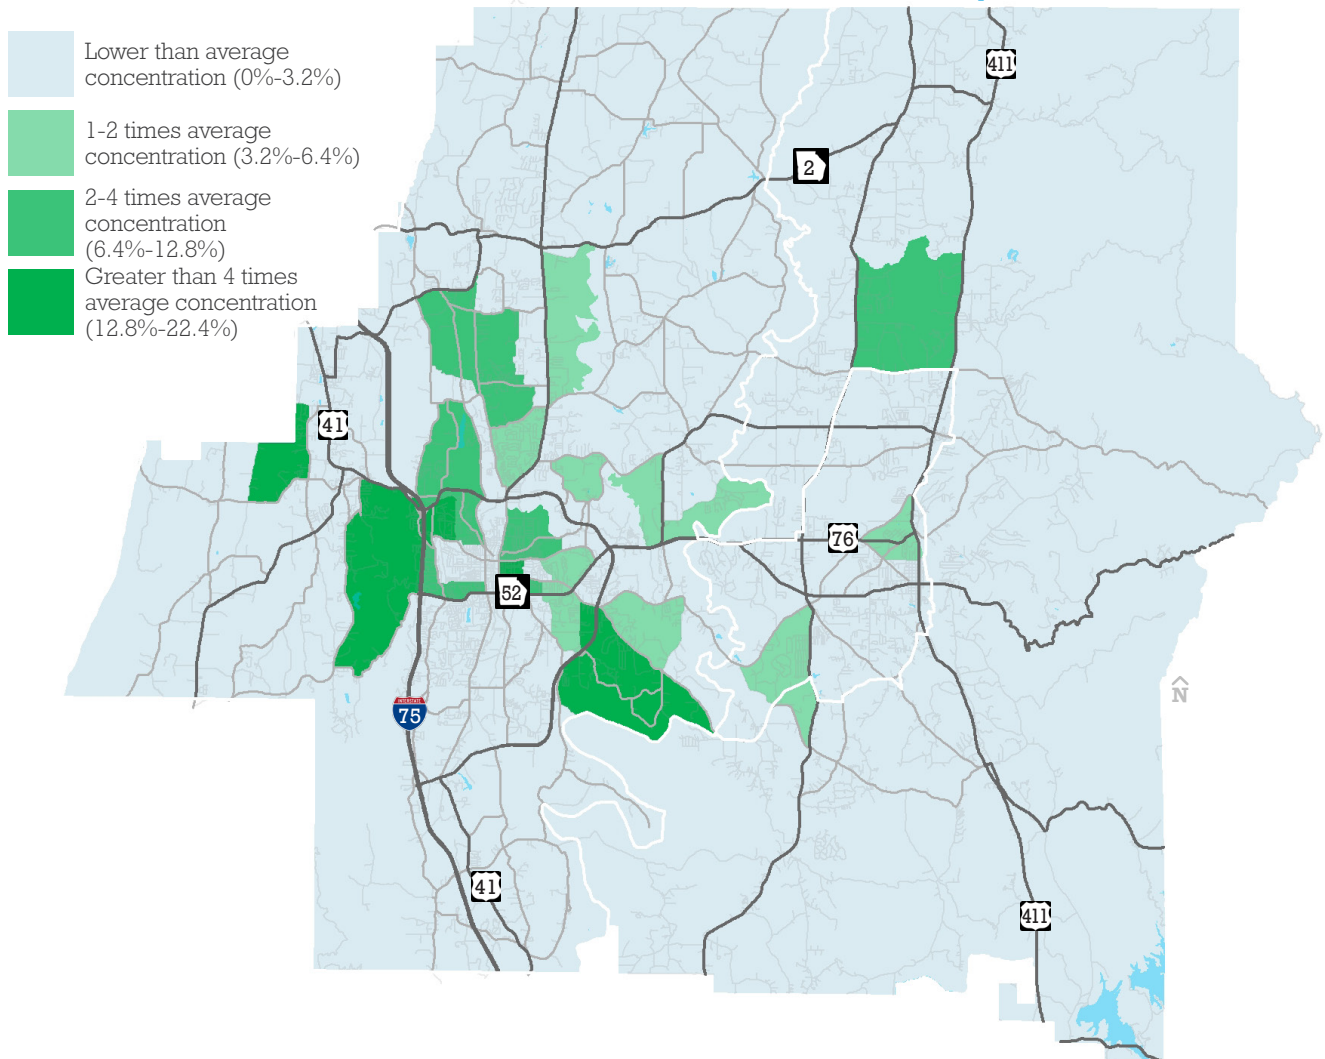 Lower than average
concentration (0%-3.2%)
1-2 times average
concentration (3.2%-6.4%)
2-4 times average
concentration
(6.4%-12.8%)
Greater than 4 times
average concentration
(12.8%-22.4%)
411
2
41
76
52
N
INTERSTATE
75
41
411